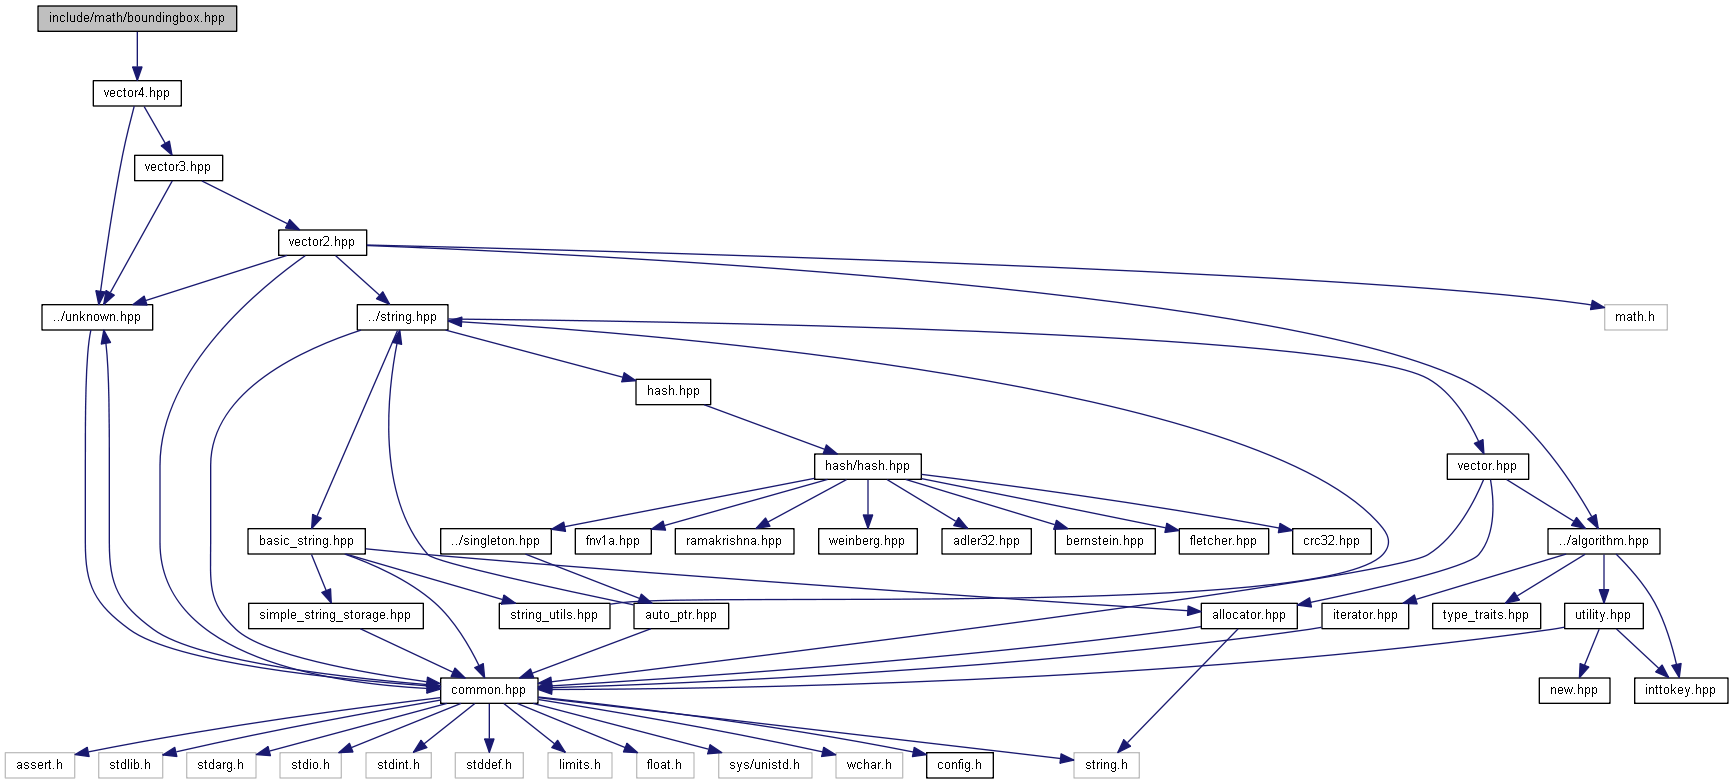 include/math/boundingbox.hpp
vector4.hpp
vector3.hpp
vector2.hpp
../unknown.hpp
../string.hpp
math.h
hash.hpp
hash/hash.hpp
vector.hpp
basic_string.hpp
../singleton.hpp
fnv1a.hpp
ramakrishna.hpp
weinberg.hpp
adler32.hpp
bernstein.hpp
fletcher.hpp
crc32.hpp
../algorithm.hpp
simple_string_storage.hpp
string_utils.hpp
auto_ptr.hpp
allocator.hpp
iterator.hpp
type_traits.hpp
utility.hpp
common.hpp
new.hpp
inttokey.hpp
assert.h
stdlib.h
stdarg.h
stdio.h
stdint.h
stddef.h
limits.h
float.h
sys/unistd.h
wchar.h
config.h
string.h